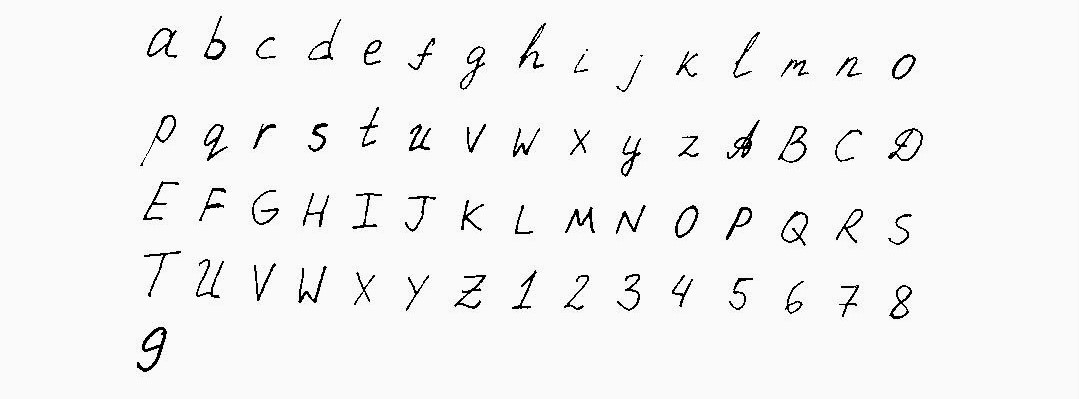 a b c d e f g h i j k l m n o
p q r s t u v w x y z A B C D
E F G H I J K L M N O P Q R S
T U V W X Y Z 1 2 3 4 5 6 7 8
9